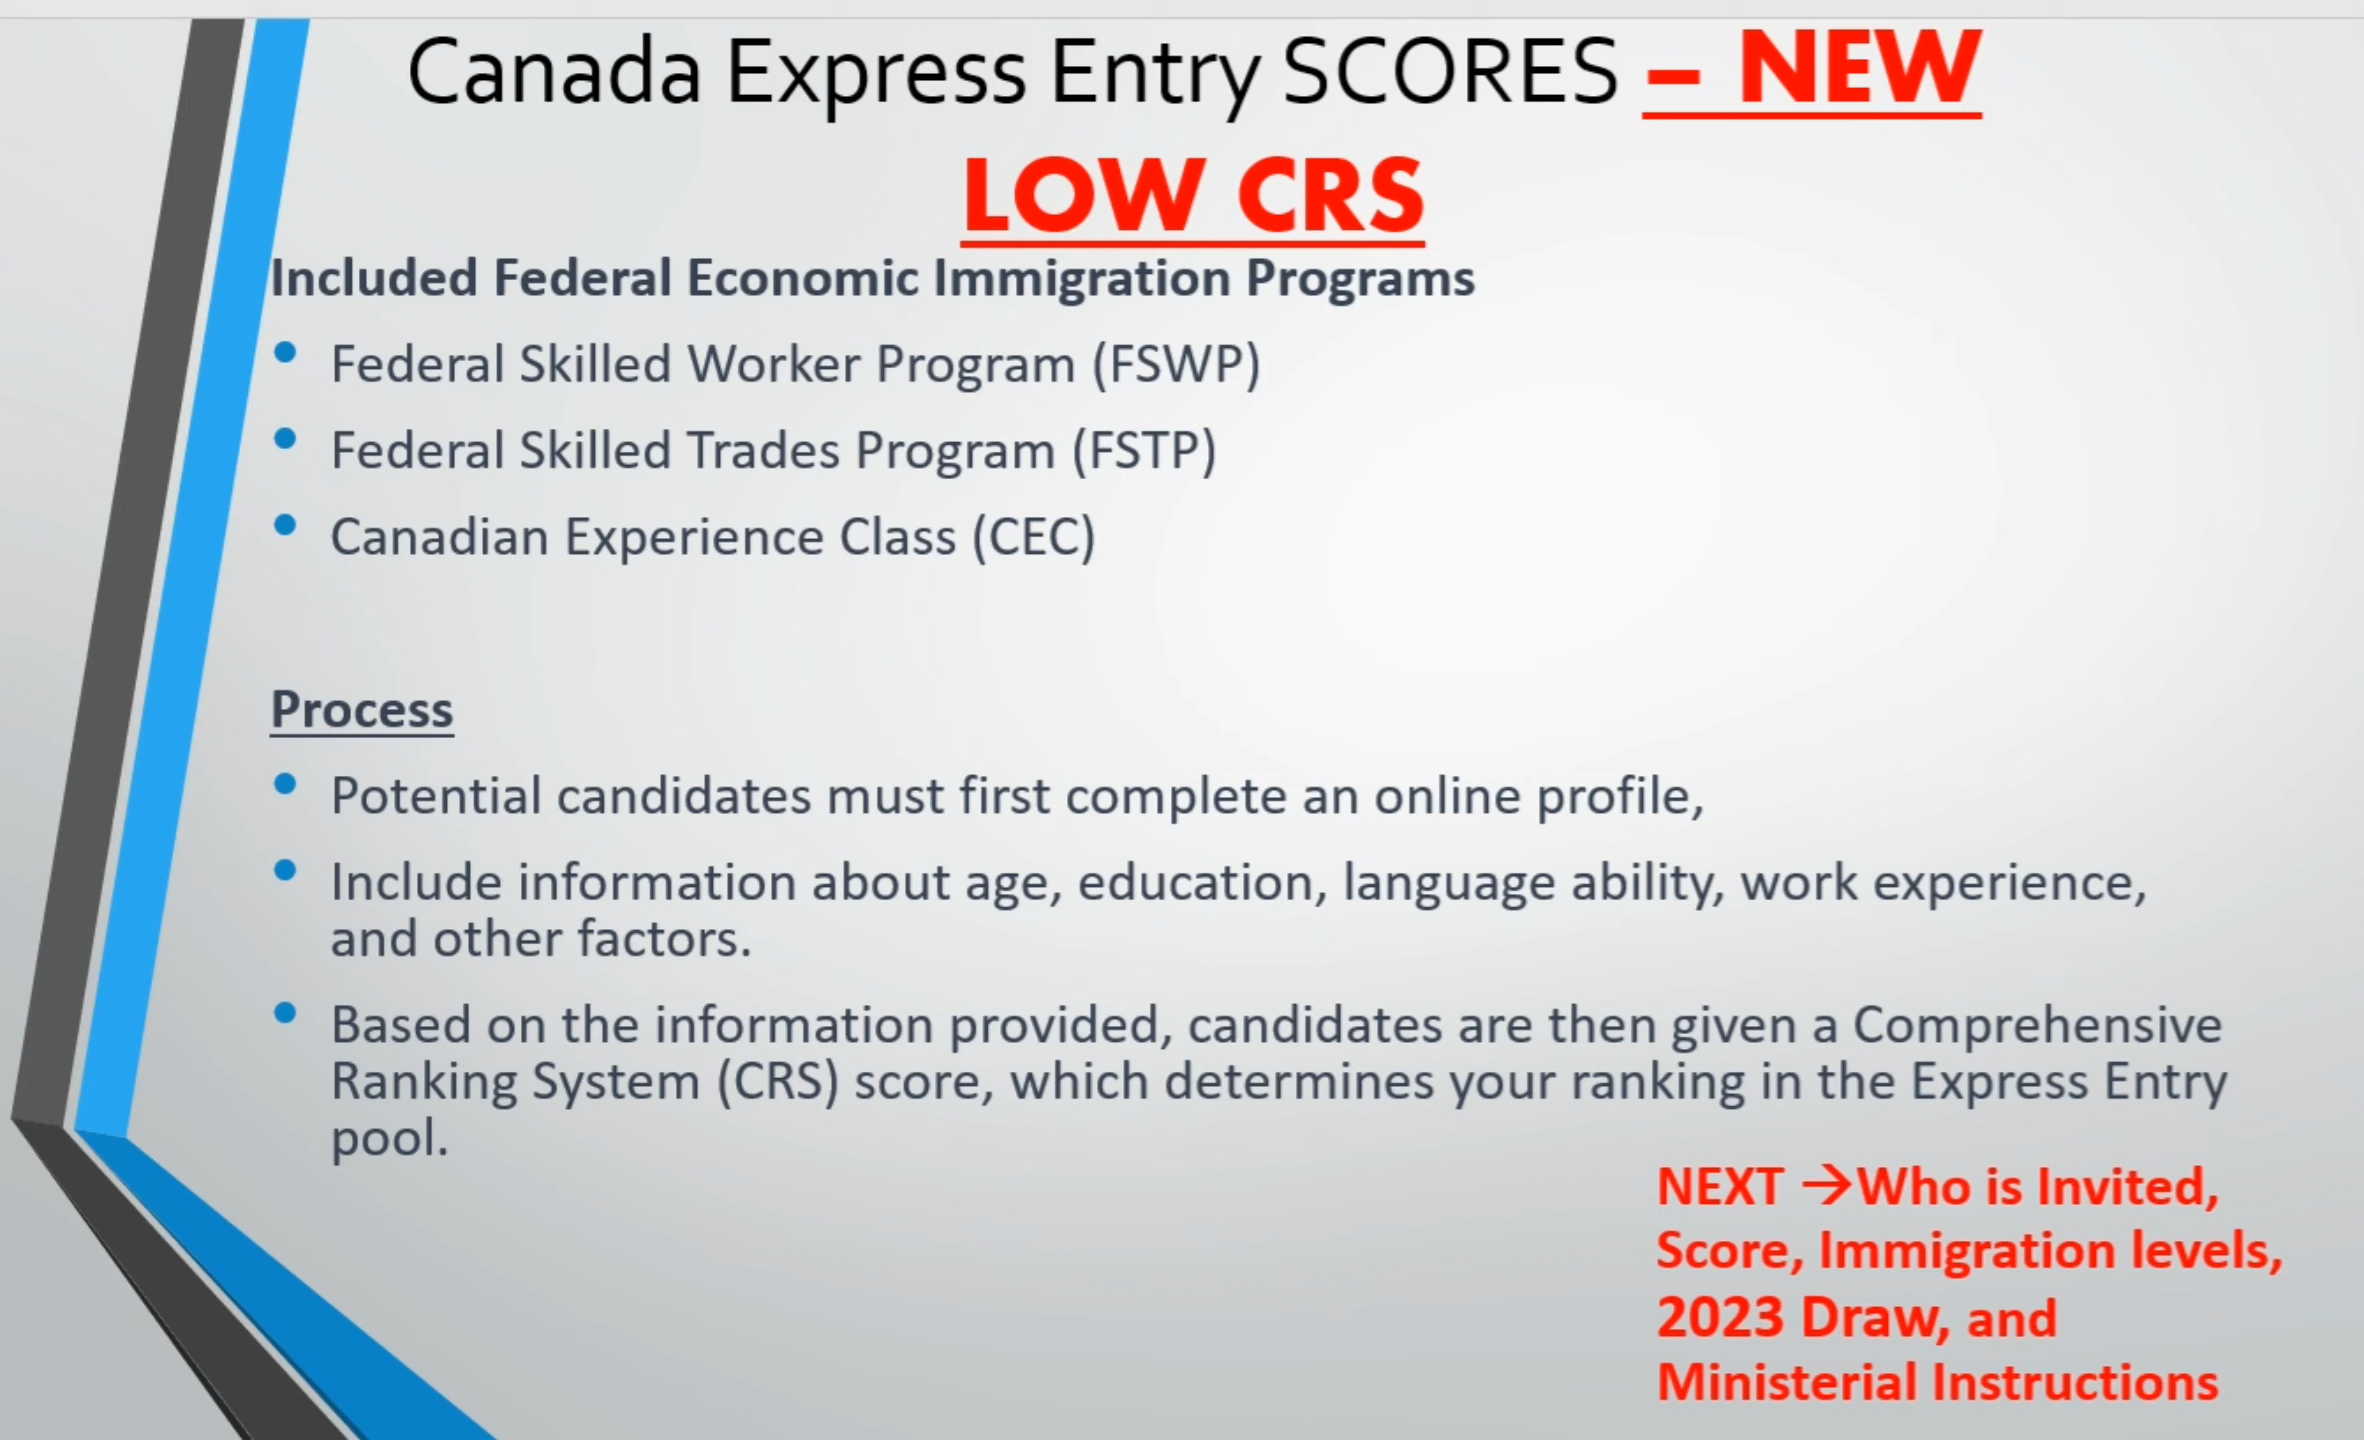 Canada Express Entry SCORES – NEW
LOW CRS
Included Federal Economic Immigration Programs
• Federal Skilled Worker Program (FSWP)
• Federal Skilled Trades Program (FSTP)
• Canadian Experience Class (CEC)
Process
• Potential candidates must first complete an online profile,
• Include information about age, education, language ability, work experience,
and other factors.
• Based on the information provided, candidates are then given a Comprehensive
Ranking System (CRS) score, which determines your ranking in the Express Entry
pool.
NEXT →Who is Invited,
Score, Immigration levels,
2023 Draw, and
Ministerial Instructions